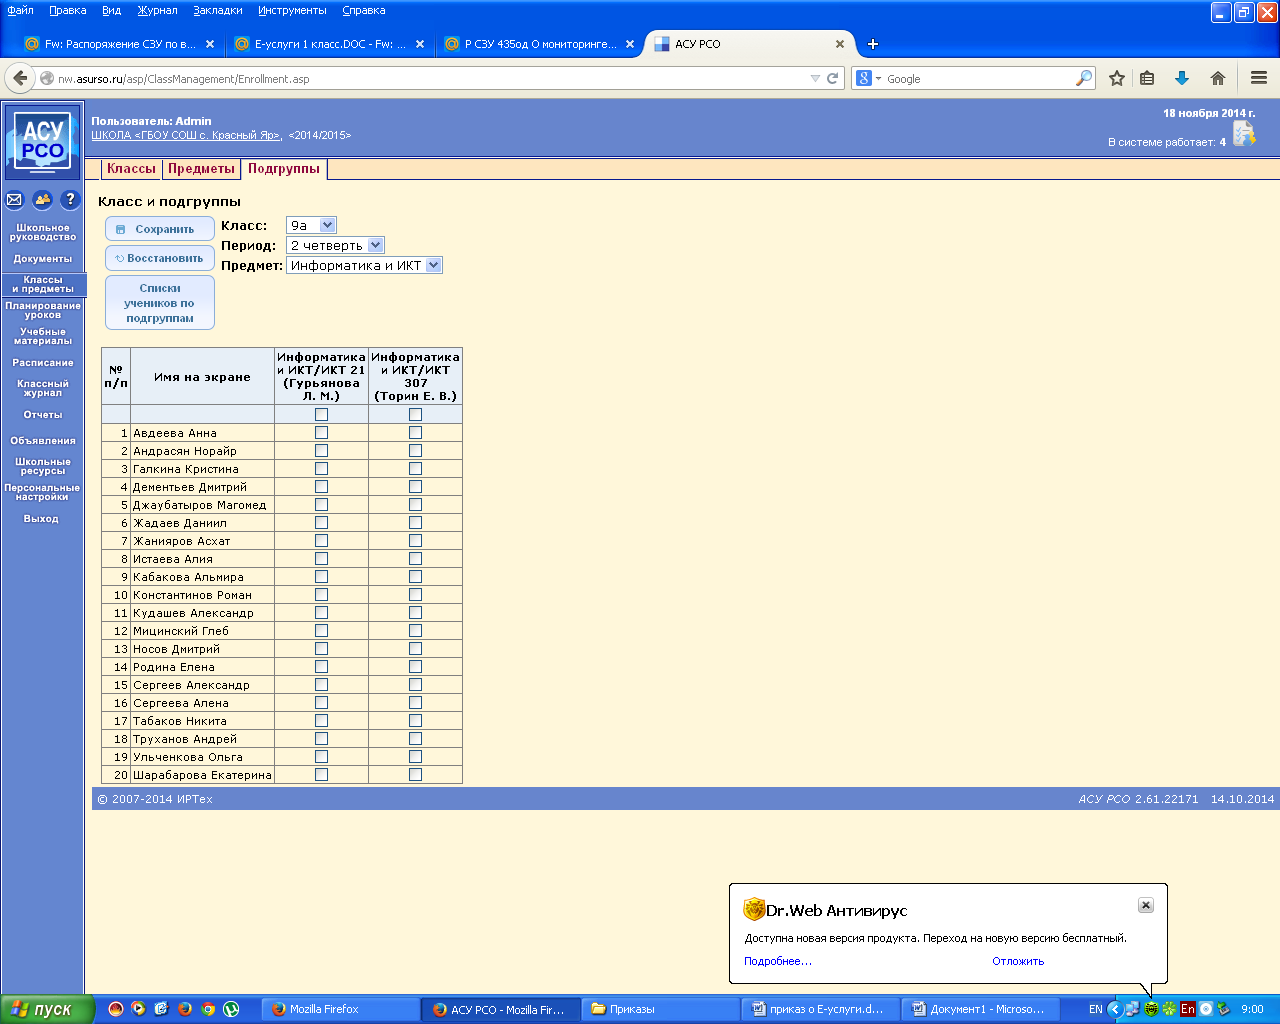 Файл Правка Вид Журнал Закладки Инструменты Справка
Fw: Распоряжение СЗУ по в... Е-услуги 1 класс.DOC - Fw: ... Р СЗУ 435од О мониторинге... АСУ РСО
nw.asurso.ru/asp/ClassManagement/Enrollment.asp Google
АСУ РСО
Пользователь: Admin
ШКОЛА «ГБОУ СОШ с. Красный Яр», <2014/2015>
18 ноября 2014 г.
В системе работает: 4
Классы Предметы Подгруппы
Школьное руководство
Документы
Классы и предметы
Планирование уроков
Учебные материалы
Расписание
Классный журнал
Отчеты
Объявления
Школьные ресурсы
Персональные настройки
Выход
Класс и подгруппы
Сохранить
Восстановить
Списки
учеников по
подгруппам
Класс: 9а
Период: 2 четверть
Предмет: Информатика и ИКТ
№ п/п Имя на экране Информатика и ИКТ/ИКТ 21 (Гурьянова Л. М.) Информатика и ИКТ/ИКТ 307 (Торин Е. В.)
1 Авдеева Анна
2 Андрасян Норайр
3 Галкина Кристина
4 Дементьев Дмитрий
5 Джаубатыров Магомед
6 Жадаев Даниил
7 Жанияров Асхат
8 Истаева Алия
9 Кабакова Альмира
10 Константинов Роман
11 Кудашев Александр
12 Мицинский Глеб
13 Носов Дмитрий
14 Родина Елена
15 Сергеев Александр
16 Сергеева Алена
17 Табаков Никита
18 Труханов Андрей
19 Ульченкова Ольга
20 Шарабарова Екатерина
© 2007-2014 ИРТех АСУ РСО 2.61.22171 14.10.2014
Dr.Web Антивирус
Доступна новая версия продукта. Переход на новую версию бесплатный.
Подробнее... Отложить
пуск Mozilla Firefox АСУ РСО - Mozilla Fir... Приказы приказ о Е-услуги.d... Документ1 - Microso... EN En 9:00